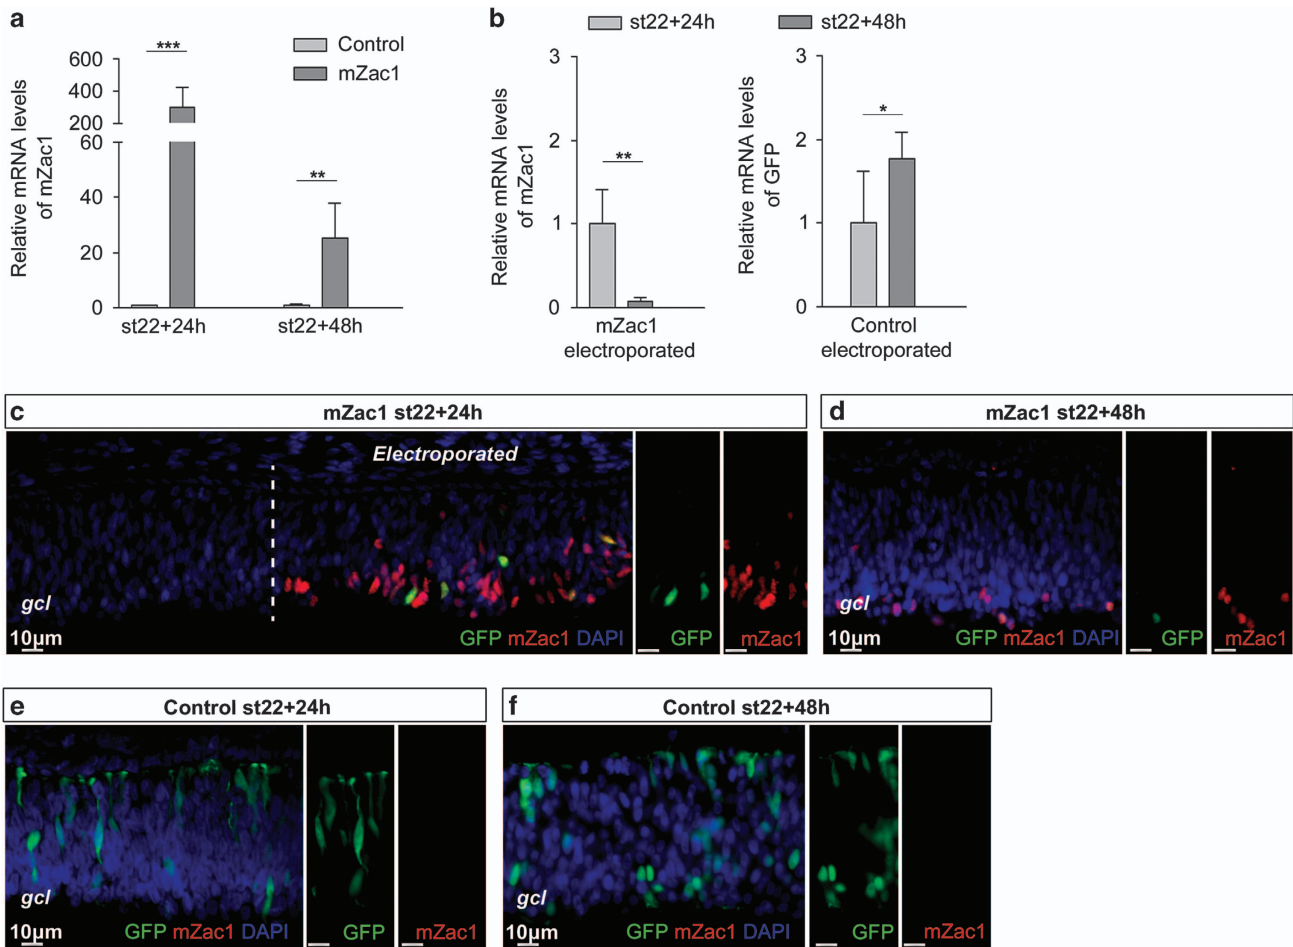 a
Control
mZac1
***
**
600
400
200
60
40
20
0
Relative mRNA levels
of mZac1
st22+24h
st22+48h
b
st22+24h
st22+48h
3
2
1
0
Relative mRNA levels
of mZac1
**
mZac1
electroporated
3
2
1
0
Relative mRNA levels
of GFP
*
Control
electroporated
c
mZac1 st22+24h
Electroporated
gcl
10µm
GFP mZac1 DAPI
GFP
mZac1
d
mZac1 st22+48h
gcl
10µm
GFP mZac1 DAPI
GFP
mZac1
e
Control st22+24h
gcl
10µm
GFP mZac1 DAPI
GFP
mZac1
f
Control st22+48h
gcl
10µm
GFP mZac1 DAPI
GFP
mZac1